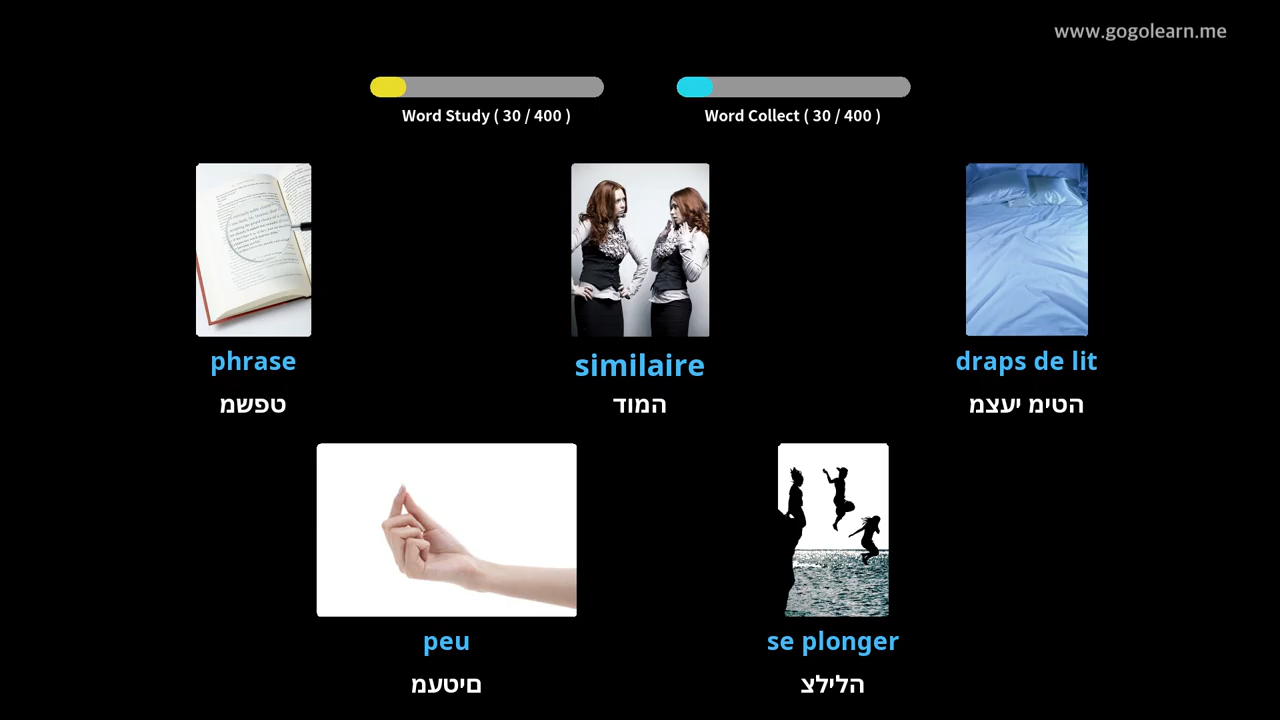 www.gogolearn.me
Word Study ( 30 / 400 )
Word Collect ( 30 / 400 )
phrase
טפשמ
similaire
המוד
draps de lit
הטימ יעצמ
peu
םיטעמ
se plonger
הלילצ